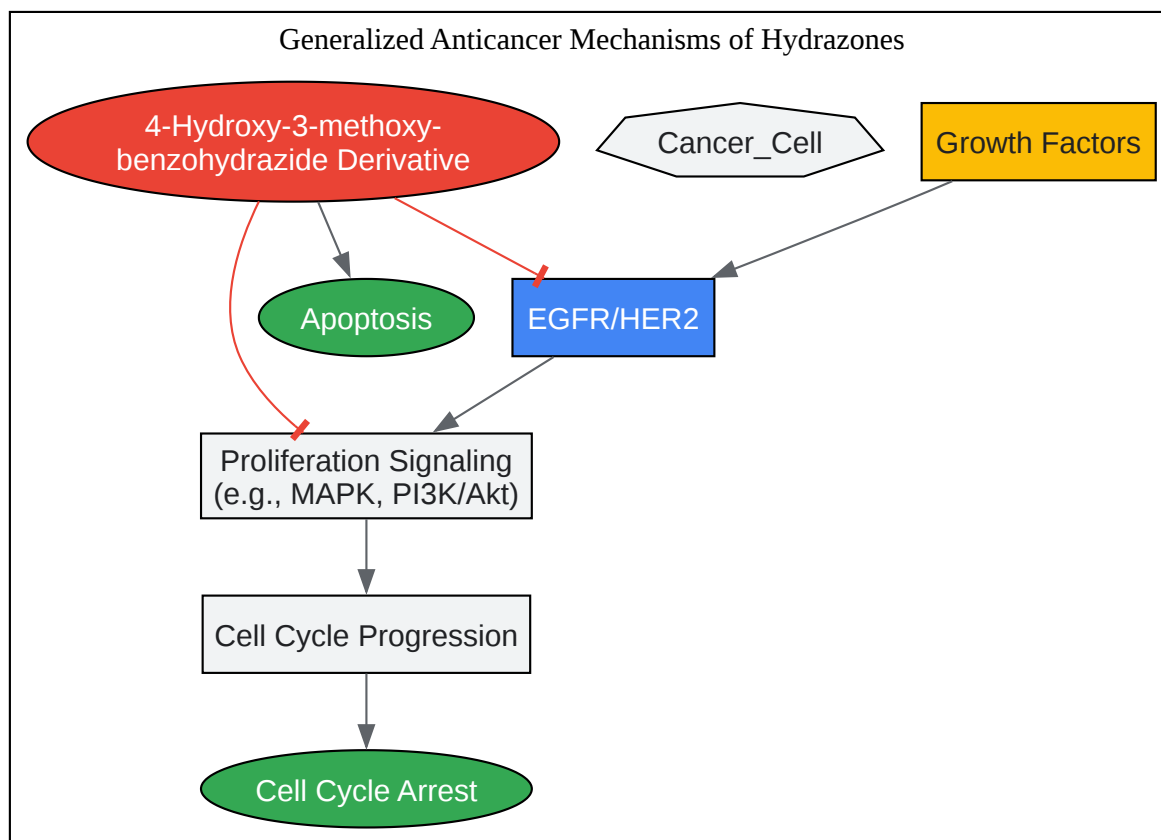 Generalized Anticancer Mechanisms of Hydrazones
4-Hydroxy-3-methoxy-
benzohydrazide Derivative
Cancer_Cell
Growth Factors
Apoptosis
EGFR/HER2
Proliferation Signaling
(e.g., MAPK, PI3K/Akt)
Cell Cycle Progression
Cell Cycle Arrest